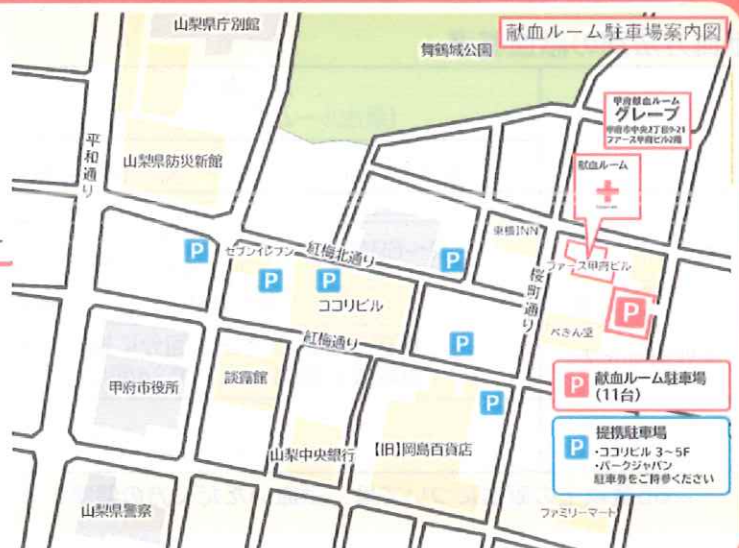 献血ルーム駐車場案内図
山梨県庁別館
舞鶴城公園
甲府献血ルーム
グレープ
甲府市中央2丁目9-21
ファース甲府ビル2階
献血ルーム
平和通り
山梨県防災新館
東横INN
セブンイレブン
紅梅北通り
ファース甲府ビル
桜町通り
P
P
P
P
ココリビル
P
ぺきん堂
P
紅梅通り
甲府市役所
談露館
P
山梨中央銀行
【旧】岡島百貨店
P 献血ルーム駐車場
(11台)
P 提携駐車場
・ココリビル 3~5F
・パークジャパン
駐車券をご持参ください
山梨県警察
ファミリーマート